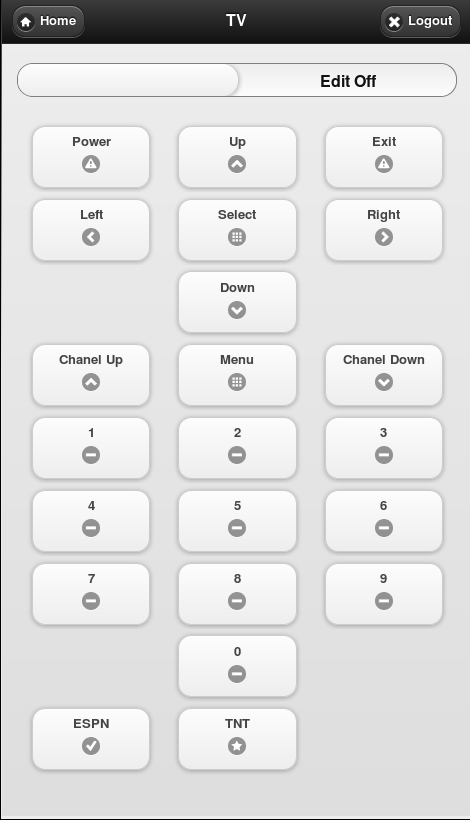 Home TV Logout
Edit Off
Power Up Exit
Left Select Right
Down
Chanel Up Menu Chanel Down
1 2 3
4 5 6
7 8 9
0
ESPN TNT